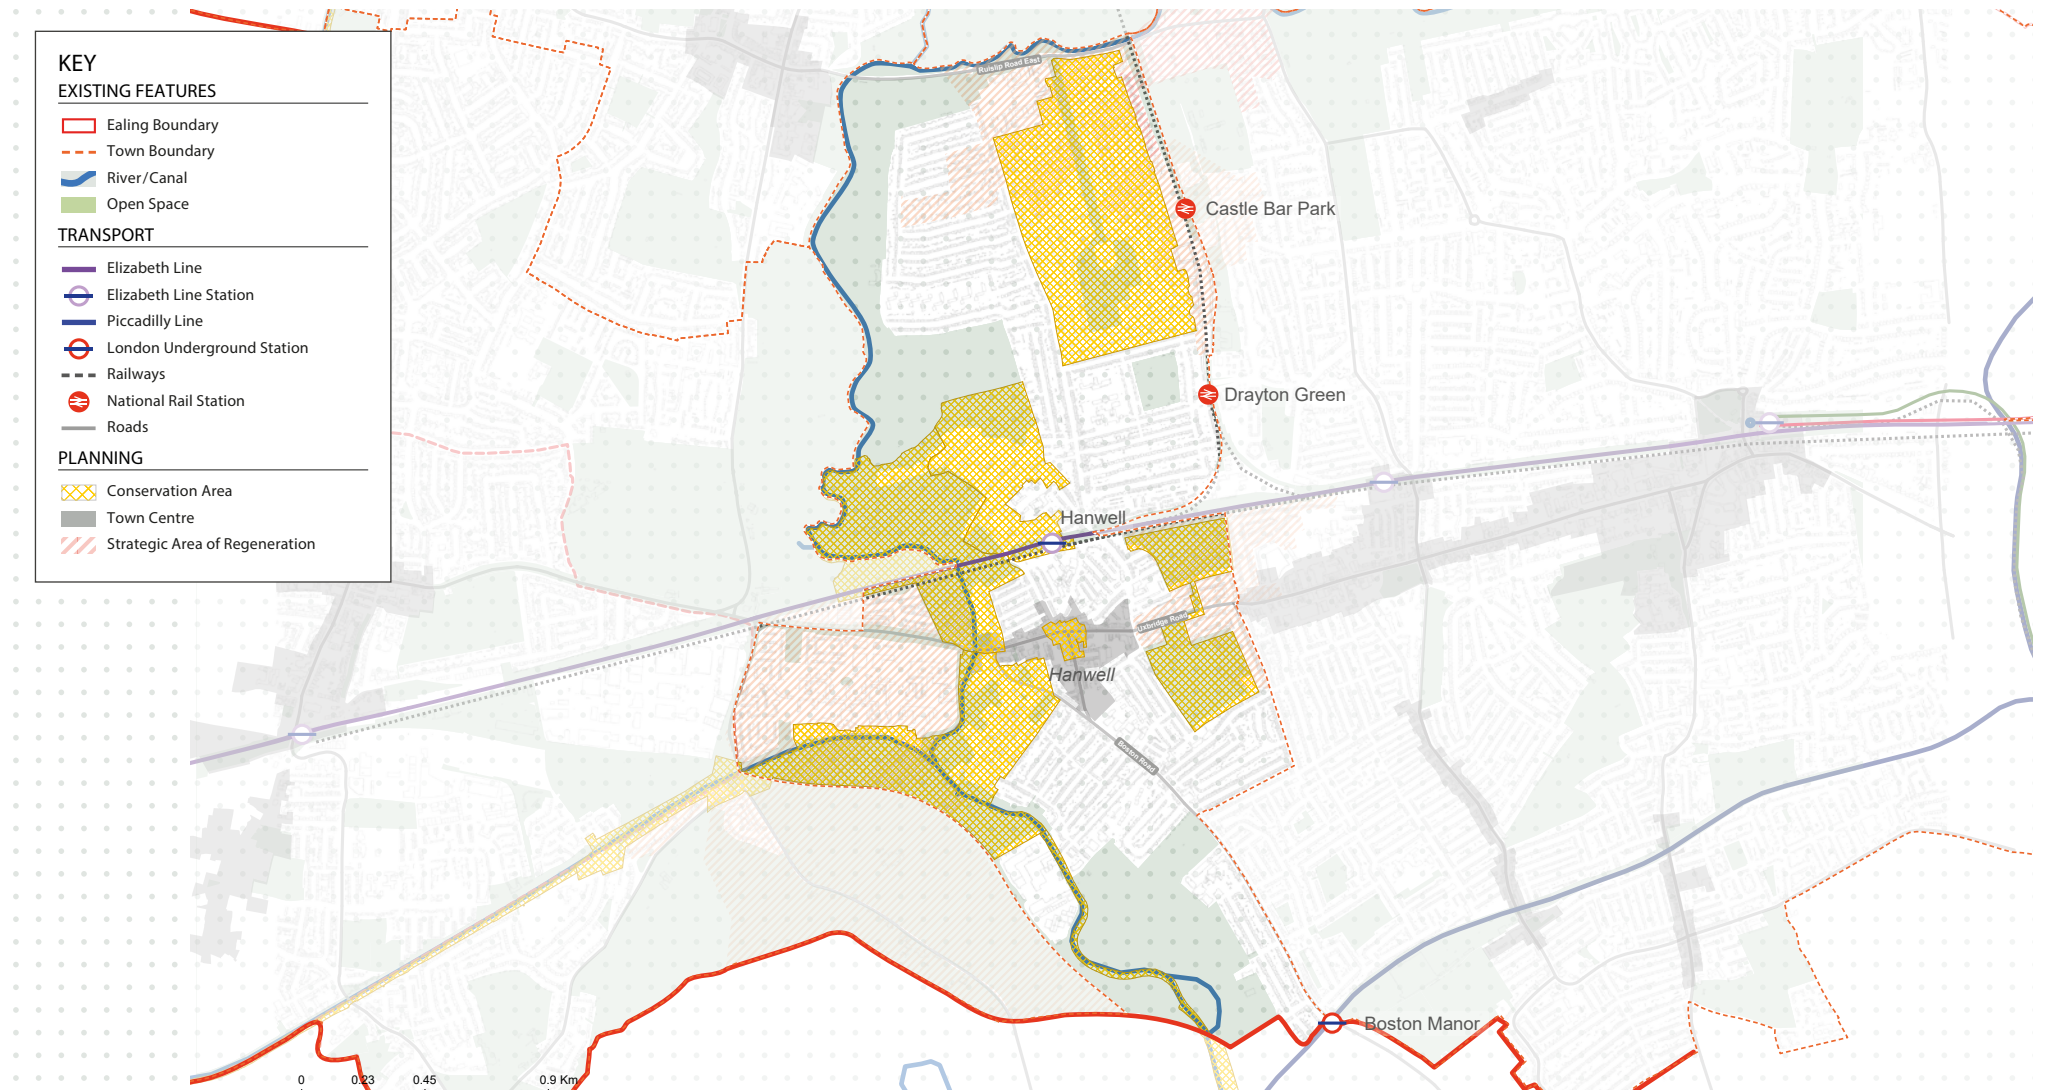 KEY
EXISTING FEATURES
Ealing Boundary
Town Boundary
River/Canal
Open Space
TRANSPORT
Elizabeth Line
Elizabeth Line Station
Piccadilly Line
London Underground Station
Railways
National Rail Station
Roads
PLANNING
Conservation Area
Town Centre
Strategic Area of Regeneration
Ruislip Road East
Castle Bar Park
Drayton Green
Hanwell
Uxbridge Road
Hanwell
Boston Road
Boston Manor
0 0.23 0.45 0.9 Km